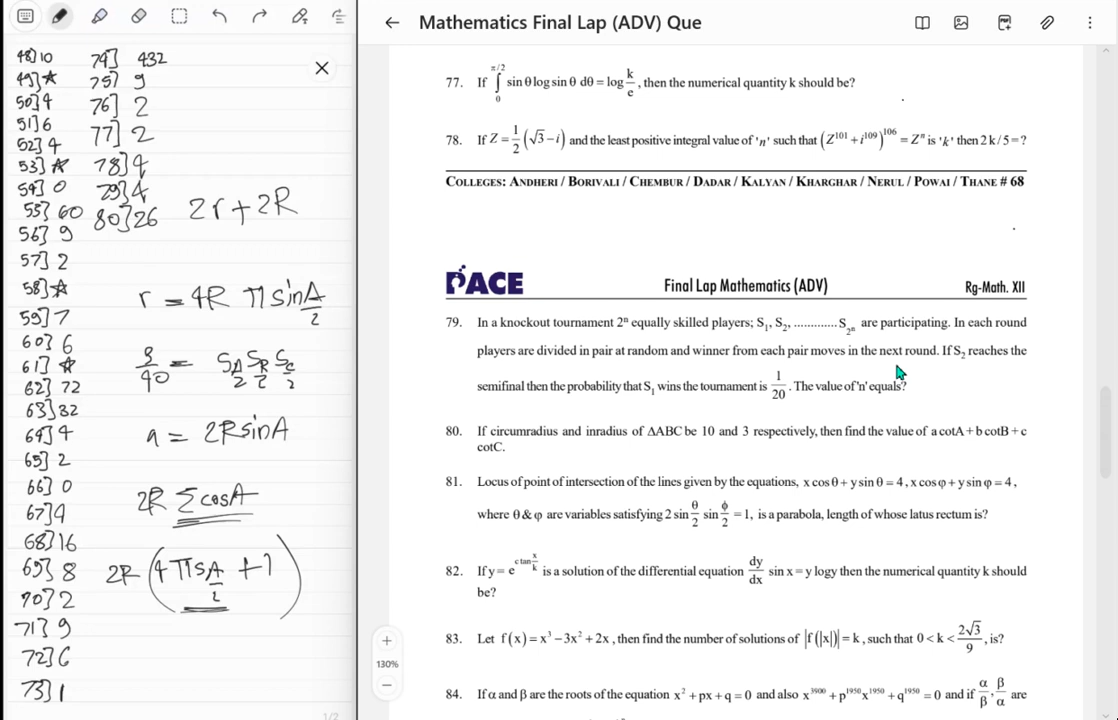 Mathematics Final Lap (ADV) Que
48] 10
49] ☆
50] 4
51] 6
52] 4
53] ☆
54] 0
55] 60
56] 9
57] 2
58] ☆
59] 7
60] 6
61] ☆
62] 72
63] 32
64] 4
65] 2
66] 0
67] 4
68] 16
69] 8
70] 2
71] 9
72] 6
73] 1
74] 432
75] 9
76] 2
77] 2
78] 4
79] 4
80] 26
2r + 2R
r = 4R π sin A/2
3/40 = S A/2 S B/2 S C/2
a = 2R sin A
2R Σ cos A
2R (4 π S A/2 + 1)
1/2
77. If ∫₀^{π/2} sin θ log sin θ dθ = log k/e, then the numerical quantity k should be?
78. If Z = 1/2 (√3 − i) and the least positive integral value of 'n' such that (Z¹⁰¹ + i¹⁰⁹)¹⁰⁶ = Zⁿ is 'k' then 2 k/5 = ?
COLLEGES: ANDHERI / BORIVALI / CHEMBUR / DADAR / KALYAN / KHARGHAR / NERUL / POWAI / THANE # 68
PACE Final Lap Mathematics (ADV) Rg-Math. XII
79. In a knockout tournament 2ⁿ equally skilled players; S₁, S₂, ............. S_{2ⁿ} are participating. In each round
players are divided in pair at random and winner from each pair moves in the next round. If S₂ reaches the
semifinal then the probability that S₁ wins the tournament is 1/20. The value of 'n' equals?
80. If circumradius and inradius of ΔABC be 10 and 3 respectively, then find the value of a cotA + b cotB + c
cotC.
81. Locus of point of intersection of the lines given by the equations, x cos θ + y sin θ = 4, x cos φ + y sin φ = 4,
where θ & φ are variables satisfying 2 sin θ/2 sin ϕ/2 = 1, is a parabola, length of whose latus rectum is?
82. If y = e^{c tan x/k} is a solution of the differential equation dy/dx sin x = y logy then the numerical quantity k should
be?
83. Let f(x) = x³ − 3x² + 2x, then find the number of solutions of |f(|x|)| = k, such that 0 < k < 2√3/9, is?
84. If α and β are the roots of the equation x² + px + q = 0 and also x³⁹⁰⁰ + p¹⁹⁵⁰x¹⁹⁵⁰ + q¹⁹⁵⁰ = 0 and if α/β, β/α are
130%